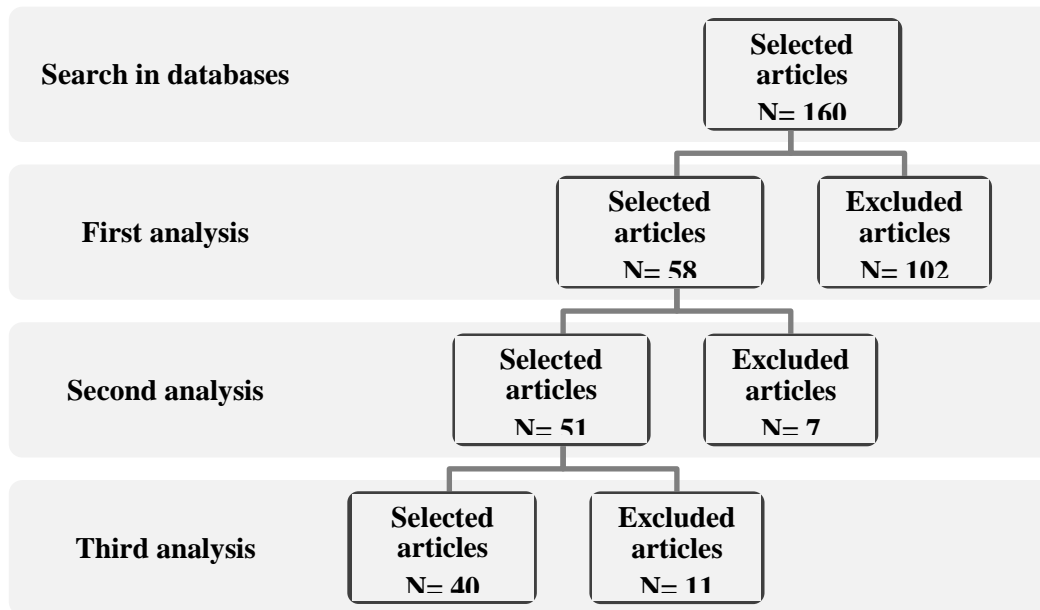 Search in databases
Selected
articles
N= 160
First analysis
Selected
articles
N= 58
Excluded
articles
N= 102
Second analysis
Selected
articles
N= 51
Excluded
articles
N= 7
Third analysis
Selected
articles
N= 40
Excluded
articles
N= 11